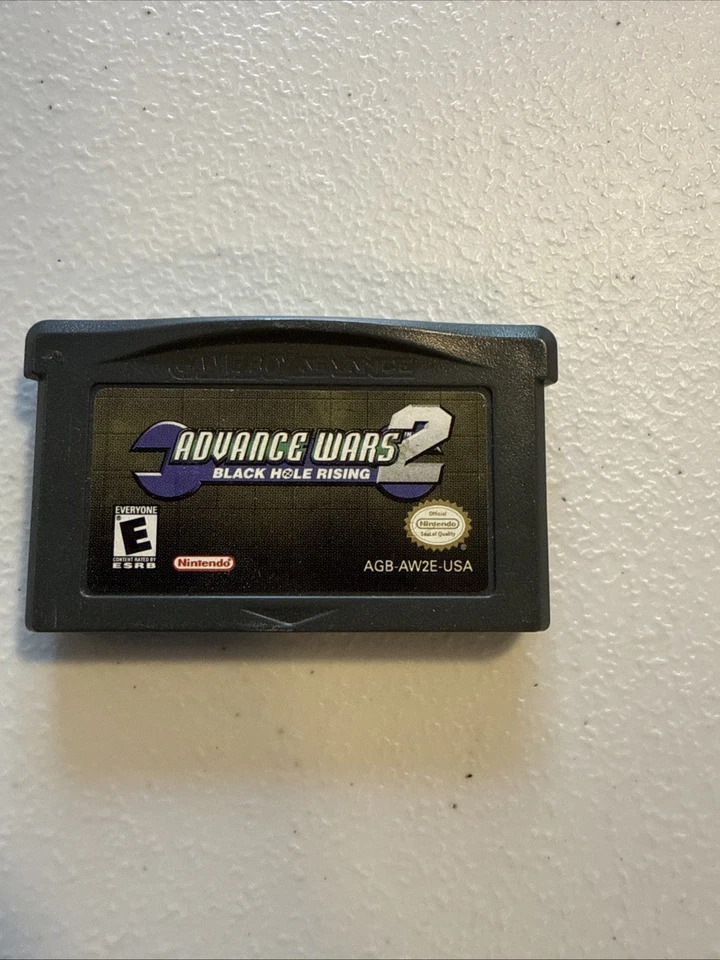 GAME BOY ADVANCE
ADVANCE WARS 2
BLACK HOLE RISING
EVERYONE
E
CONTENT RATED BY
ESRB
Nintendo
Official
Nintendo
Seal of Quality
AGB-AW2E-USA